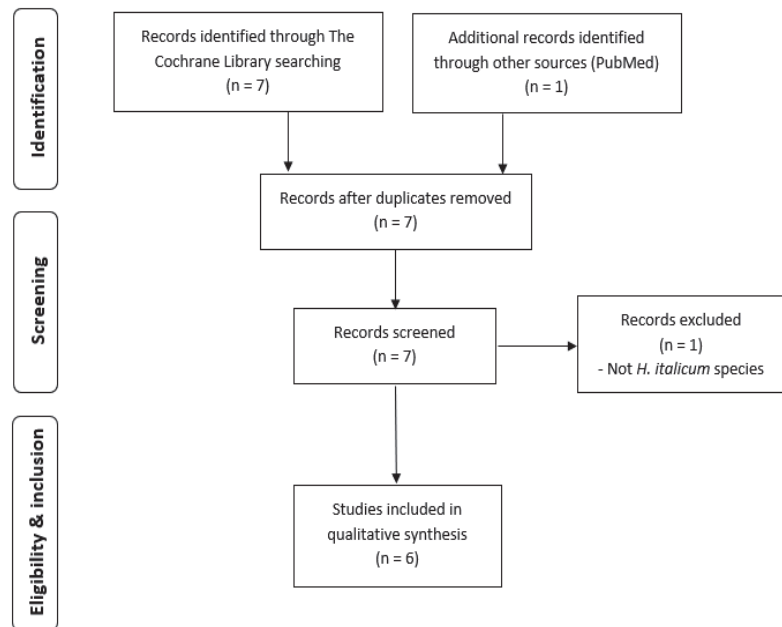 Identification
Records identified through The
Cochrane Library searching
(n = 7)
Additional records identified
through other sources (PubMed)
(n = 1)
Records after duplicates removed
(n = 7)
Screening
Records screened
(n = 7)
Records excluded
(n = 1)
- Not H. italicum species
Eligibility & inclusion
Studies included in
qualitative synthesis
(n = 6)